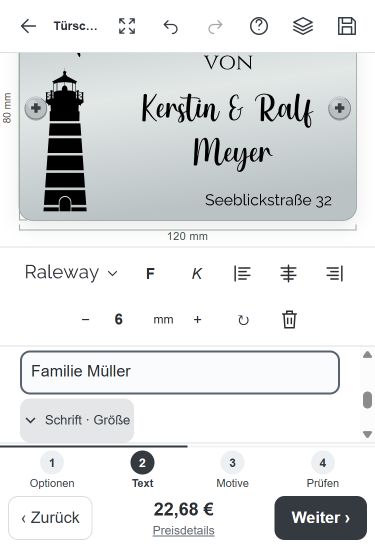 Türsc...
VON
Kerstin & Ralf
Meyer
Seeblickstraße 32
80 mm
120 mm
Raleway
F
K
− 6 mm +
Familie Müller
Schrift · Größe
1 2 3 4
Optionen Text Motive Prüfen
‹ Zurück
22,68 €
Preisdetails
Weiter ›